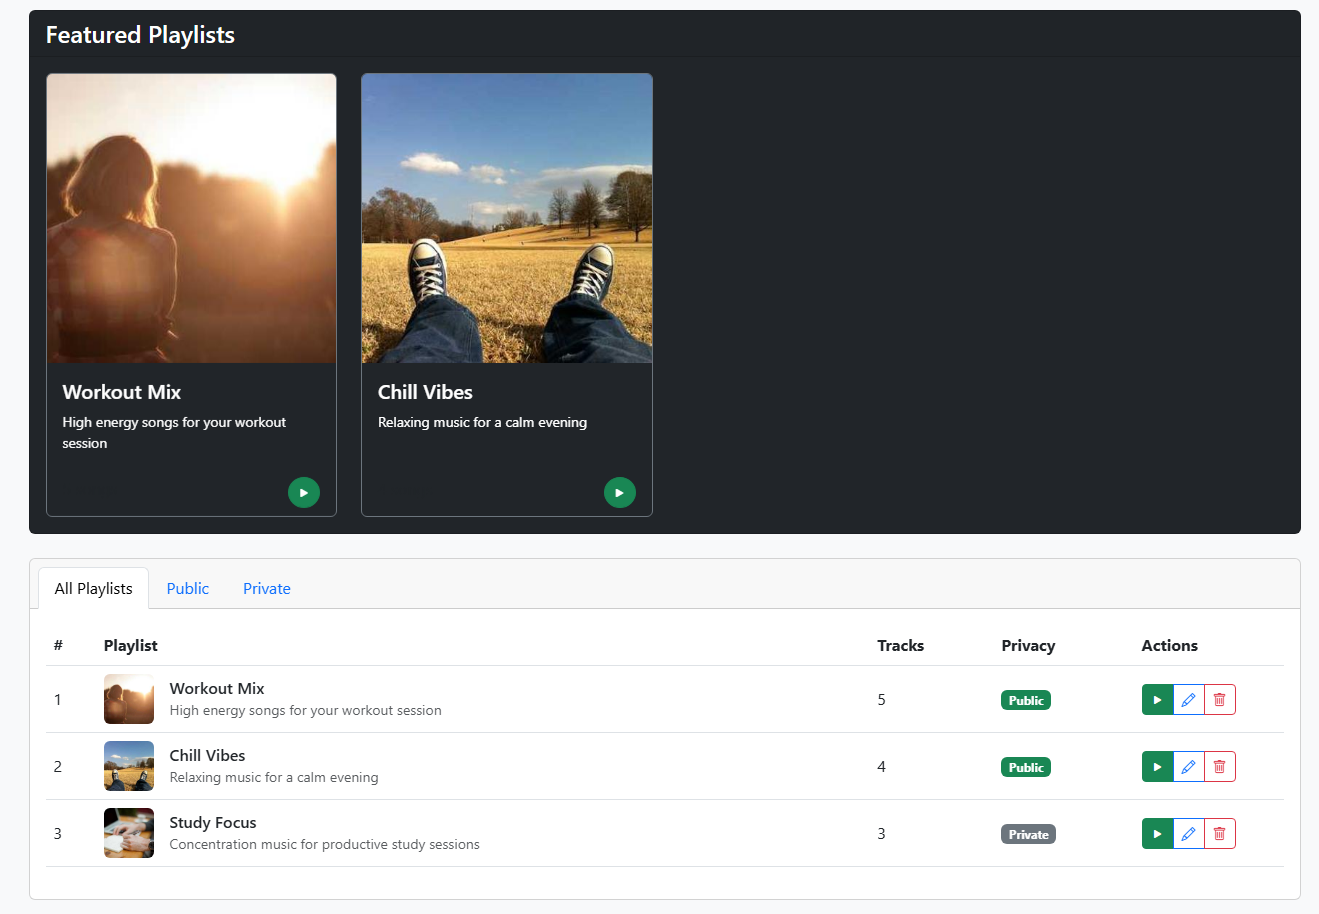 Featured Playlists
Workout Mix
High energy songs for your workout
session
Chill Vibes
Relaxing music for a calm evening
All Playlists Public Private
# Playlist Tracks Privacy Actions
1 Workout Mix 5 Public
High energy songs for your workout session
2 Chill Vibes 4 Public
Relaxing music for a calm evening
3 Study Focus 3 Private
Concentration music for productive study sessions